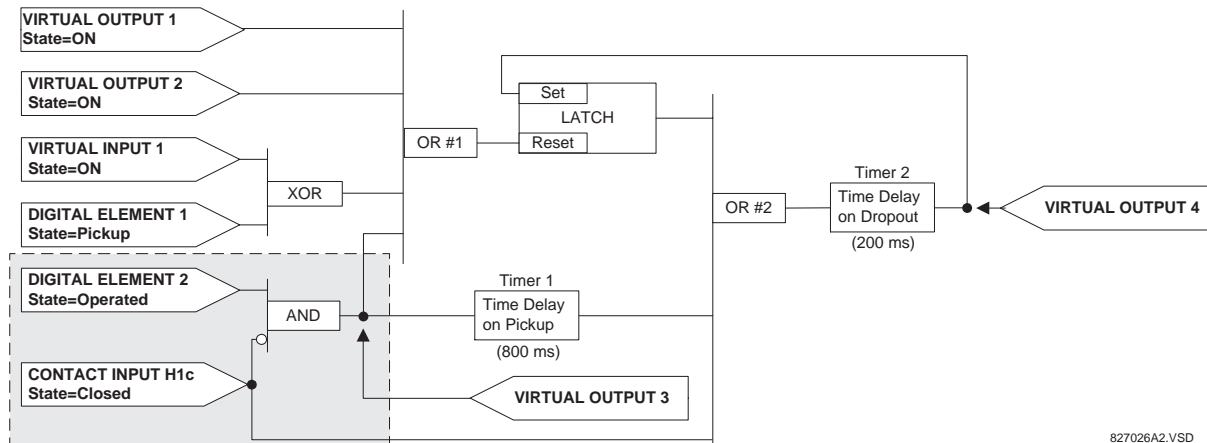 VIRTUAL OUTPUT 1
State=ON
VIRTUAL OUTPUT 2
State=ON
VIRTUAL INPUT 1
State=ON
DIGITAL ELEMENT 1
State=Pickup
DIGITAL ELEMENT 2
State=Operated
CONTACT INPUT H1c
State=Closed
XOR
AND
OR #1
Set
LATCH
Reset
Timer 1
Time Delay
on Pickup
(800 ms)
VIRTUAL OUTPUT 3
OR #2
Timer 2
Time Delay
on Dropout
(200 ms)
VIRTUAL OUTPUT 4
827026A2.VSD